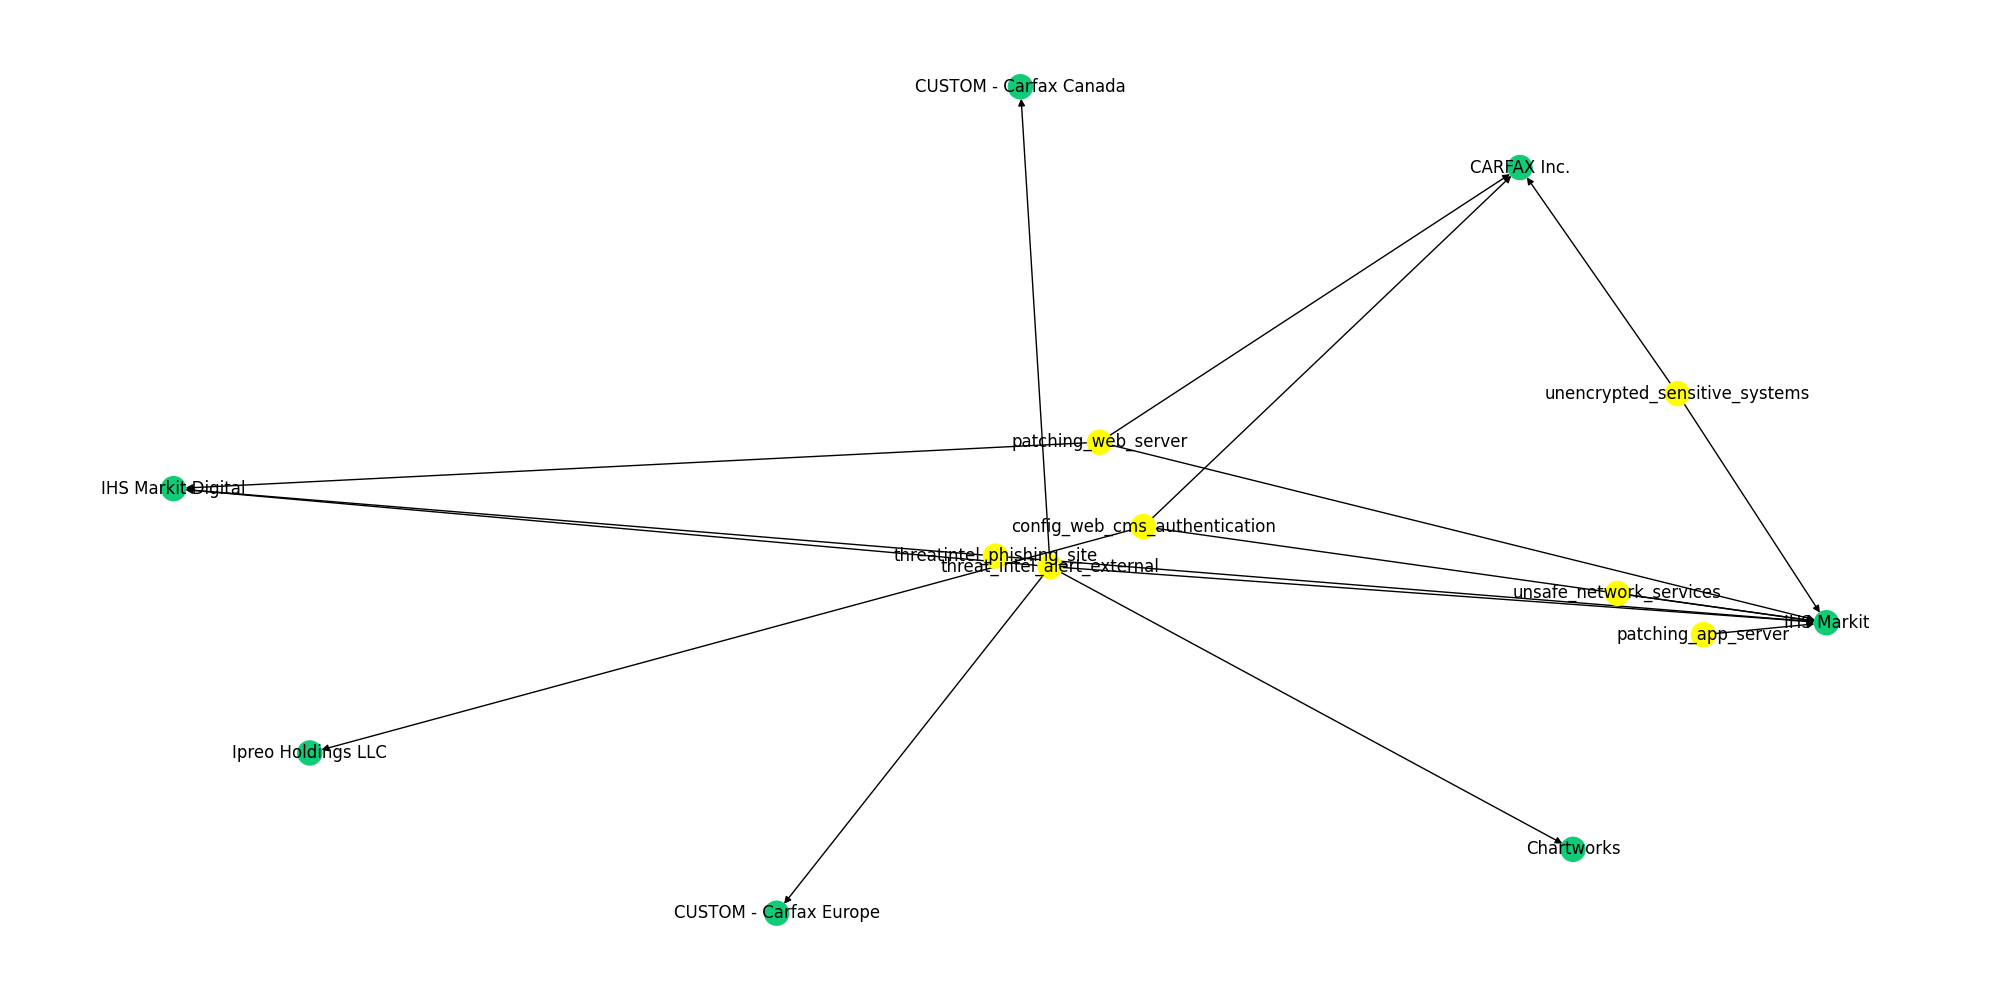 CUSTOM - Carfax Canada
CARFAX Inc.
unencrypted_sensitive_systems
patching_web_server
IHS Markit Digital
config_web_cms_authentication
threatintel_phishing_site
threat_intel_alert_external
unsafe_network_services
IHS Markit
patching_app_server
Ipreo Holdings LLC
Chartworks
CUSTOM - Carfax Europe